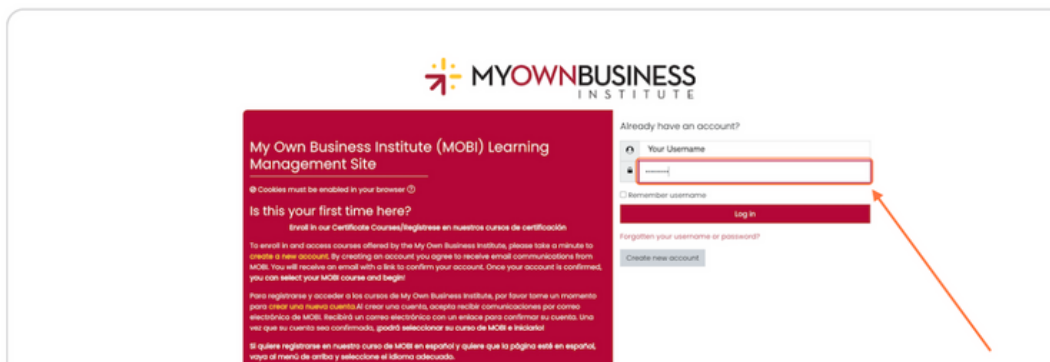 MYOWNBUSINESS
INSTITUTE
My Own Business Institute (MOBI) Learning
Management Site
Cookies must be enabled in your browser
Is this your first time here?
Enroll in our Certificate Courses/Regístrese en nuestros cursos de certificación
To enroll in and access courses offered by the My Own Business Institute, please take a minute to
create a new account. By creating an account you agree to receive email communications from
MOBI. You will receive an email with a link to confirm your account. Once your account is confirmed,
you can select your MOBI course and begin!
Para registrarse y acceder a los cursos de My Own Business Institute, por favor tome un momento
para crear una nueva cuenta.Al crear una cuenta, acepta recibir comunicaciones por correo
electrónico de MOBI. Recibirá un correo electrónico con un enlace para confirmar su cuenta. Una
vez que su cuenta sea confirmada, ¡podrá seleccionar su curso de MOBI e iniciarlo!
Si quiere registrarse en nuestro curso de MOBI en español y quiere que la página esté en español,
vaya al menú de arriba y seleccione el idioma adecuado.
Already have an account?
Your Username
Remember username
Log in
Forgotten your username or password?
Create new account